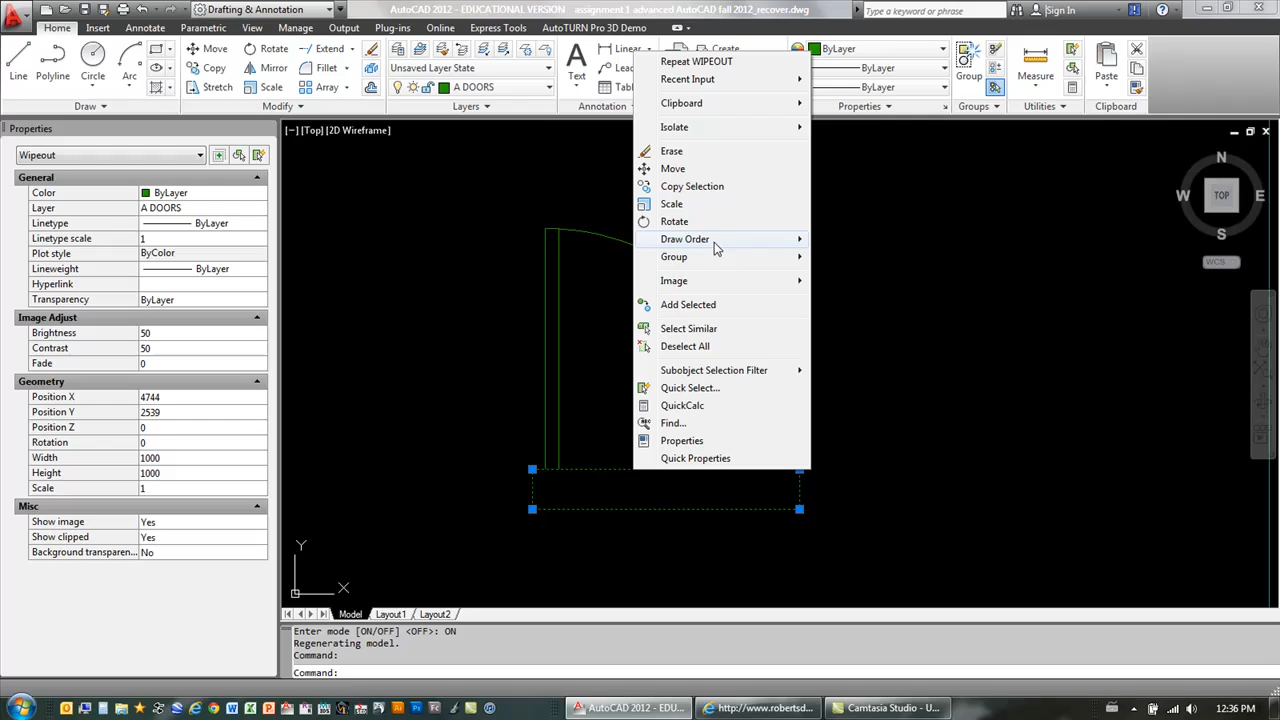 Drafting & Annotation
AutoCAD 2012 - EDUCATIONAL VERSION    assignment 1 advanced AutoCAD fall 2012_recover.dwg
Type a keyword or phrase
Sign In
Home Insert Annotate Parametric View Manage Output Plug-ins Online Express Tools AutoTURN Pro 3D Demo
Line Polyline Circle Arc
Move Rotate Extend
Copy Mirror Fillet
Stretch Scale Array
Unsaved Layer State
A DOORS
Text
Linear
Create
ByLayer
ByLayer
ByLayer
Group
Measure
Paste
Draw Modify Layers Annotation Properties Groups Utilities Clipboard
Properties
Wipeout
General
Color ByLayer
Layer A DOORS
Linetype ByLayer
Linetype scale 1
Plot style ByColor
Lineweight ByLayer
Hyperlink
Transparency ByLayer
Image Adjust
Brightness 50
Contrast 50
Fade 0
Geometry
Position X 4744
Position Y 2539
Position Z 0
Rotation 0
Width 1000
Height 1000
Scale 1
Misc
Show image Yes
Show clipped Yes
Background transparen... No
[−] [Top] [2D Wireframe]
Repeat WIPEOUT
Recent Input
Clipboard
Isolate
Erase
Move
Copy Selection
Scale
Rotate
Draw Order
Group
Image
Add Selected
Select Similar
Deselect All
Subobject Selection Filter
Quick Select...
QuickCalc
Find...
Properties
Quick Properties
N
W TOP E
S
WCS
Y
X
Model Layout1 Layout2
Enter mode [ON/OFF] <OFF>: ON
Regenerating model.
Command:
Command:
AutoCAD 2012 - EDU...
http://www.robertsd...
Camtasia Studio - U...
12:36 PM